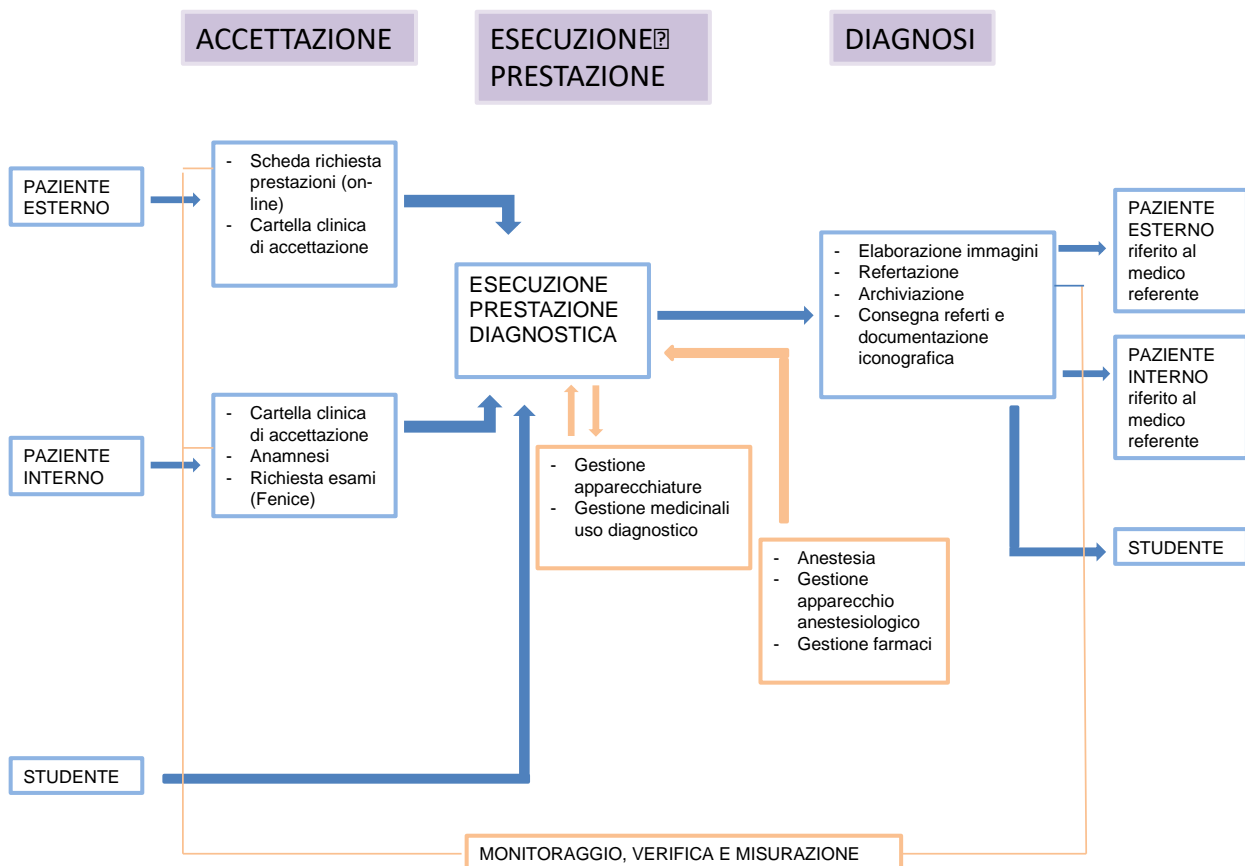 ACCETTAZIONE
ESECUZIONE⍰
PRESTAZIONE
DIAGNOSI
PAZIENTE
ESTERNO
- Scheda richiesta
prestazioni (on-
line)
- Cartella clinica
di accettazione
ESECUZIONE
PRESTAZIONE
DIAGNOSTICA
- Elaborazione immagini
- Refertazione
- Archiviazione
- Consegna referti e
documentazione
iconografica
PAZIENTE
ESTERNO
riferito al
medico
referente
PAZIENTE
INTERNO
riferito al
medico
referente
PAZIENTE
INTERNO
- Cartella clinica
di accettazione
- Anamnesi
- Richiesta esami
(Fenice)
- Gestione
apparecchiature
- Gestione medicinali
uso diagnostico
- Anestesia
- Gestione
apparecchio
anestesiologico
- Gestione farmaci
STUDENTE
STUDENTE
MONITORAGGIO, VERIFICA E MISURAZIONE